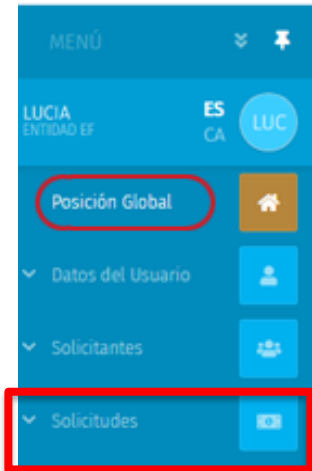 MENÚ
LUCIA ES
ENTIDAD EF CA LUC
Posición Global
Datos del Usuario
Solicitantes
Solicitudes